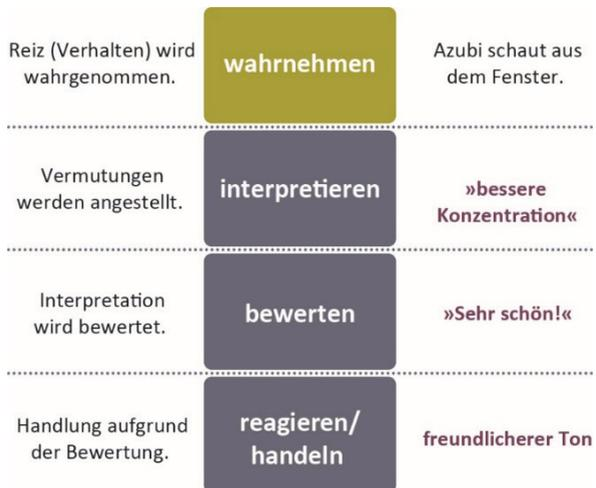 Reiz (Verhalten) wird
wahrgenommen.
wahrnehmen
Azubi schaut aus
dem Fenster.
Vermutungen
werden angestellt.
interpretieren
»bessere
Konzentration«
Interpretation
wird bewertet.
bewerten
»Sehr schön!«
Handlung aufgrund
der Bewertung.
reagieren/
handeln
freundlicherer Ton